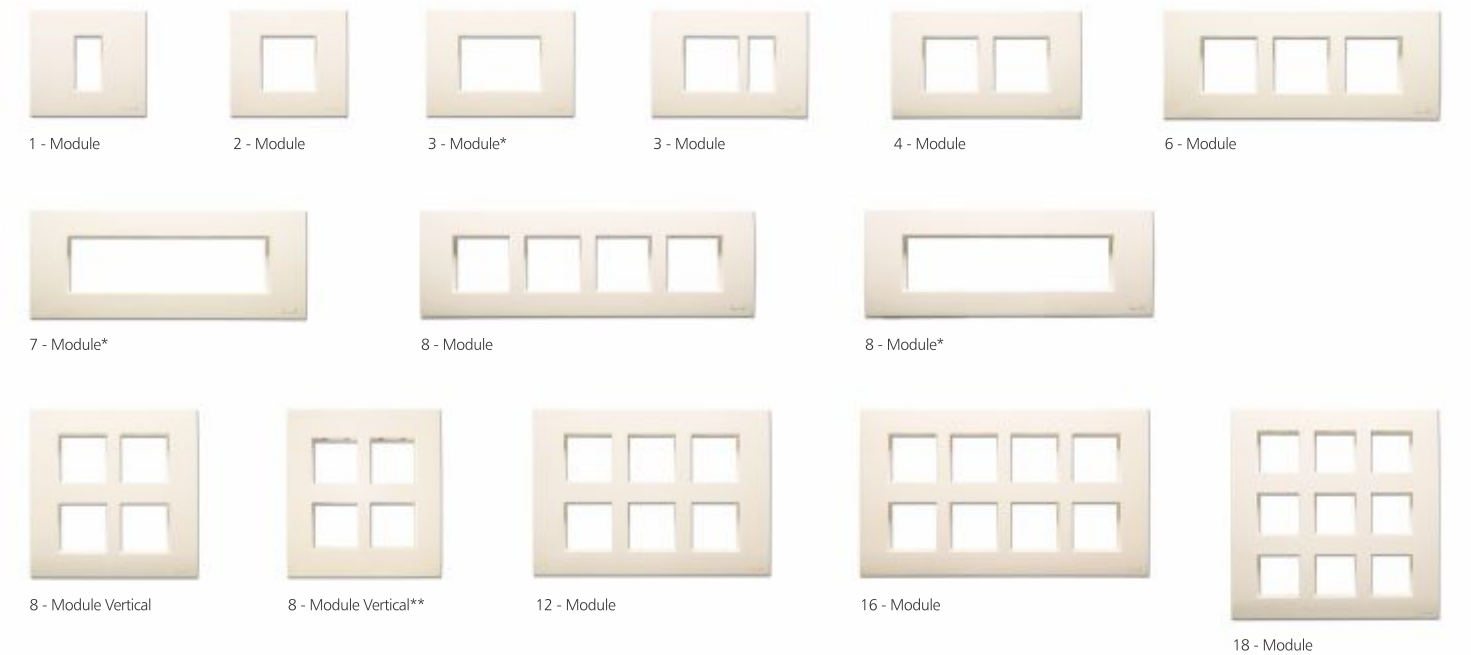 1 - Module
2 - Module
3 - Module*
3 - Module
4 - Module
6 - Module
7 - Module*
8 - Module
8 - Module*
8 - Module Vertical
8 - Module Vertical**
12 - Module
16 - Module
18 - Module